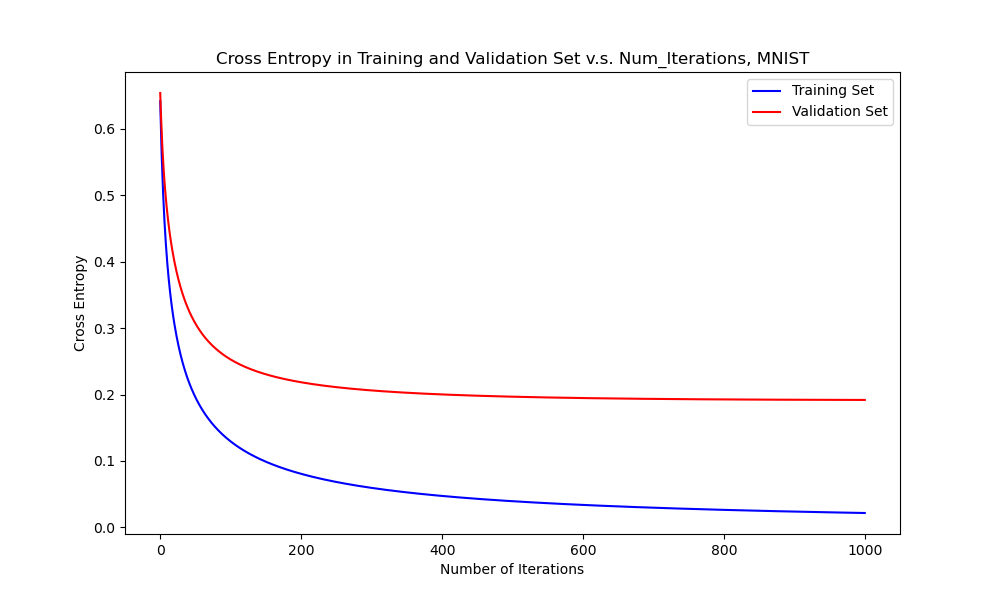 Cross Entropy in Training and Validation Set v.s. Num_Iterations, MNIST
Training Set
Validation Set
0.6
0.5
0.4
0.3
0.2
0.1
0.0
Cross Entropy
0 200 400 600 800 1000
Number of Iterations